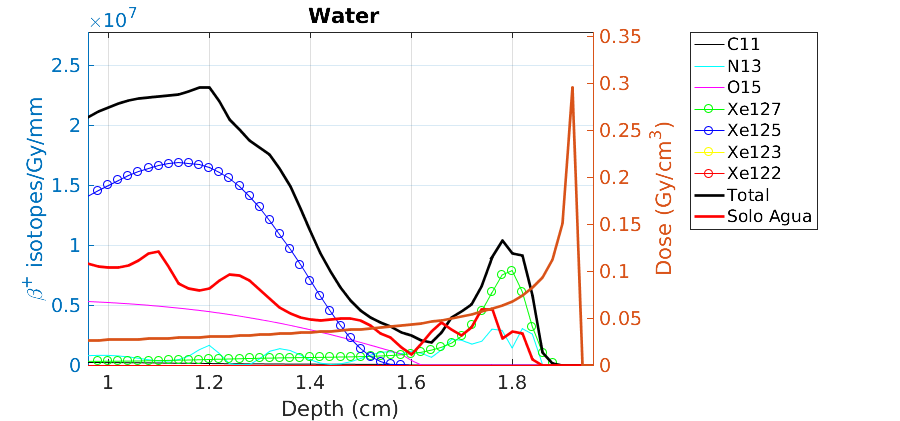 Water
×10⁷
2.5
2
1.5
1
0.5
0
β⁺ isotopes/Gy/mm
1
1.2
1.4
1.6
1.8
Depth (cm)
0.35
0.3
0.25
0.2
0.15
0.1
0.05
0
Dose (Gy/cm³)
C11
N13
O15
Xe127
Xe125
Xe123
Xe122
Total
Solo Agua